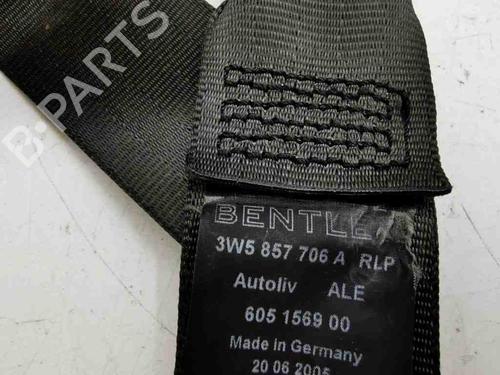 B-PARTS
BENTLE
3W5 857 706 A RLP
Autoliv ALE
605 1569 00
Made in Germany
20 06 2005